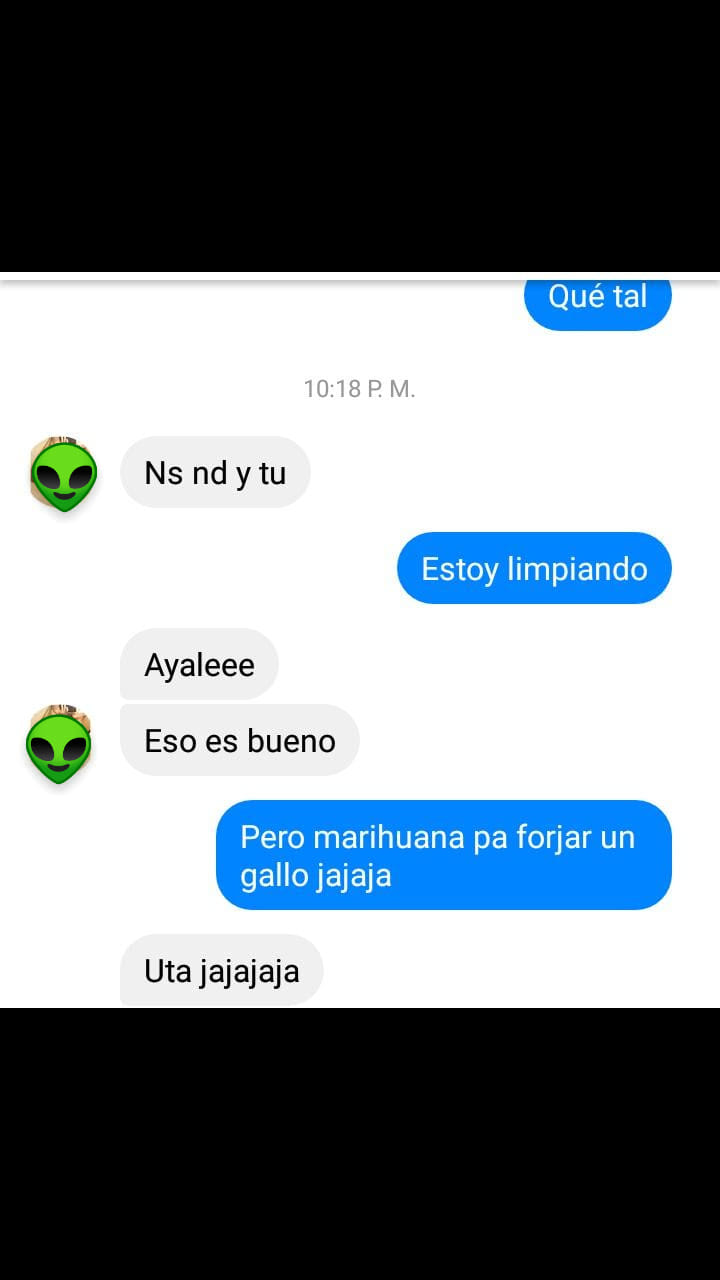 Qué tal
10:18 P. M.
Ns nd y tu
Estoy limpiando
Ayaleee
Eso es bueno
Pero marihuana pa forjar un
gallo jajaja
Uta jajajaja